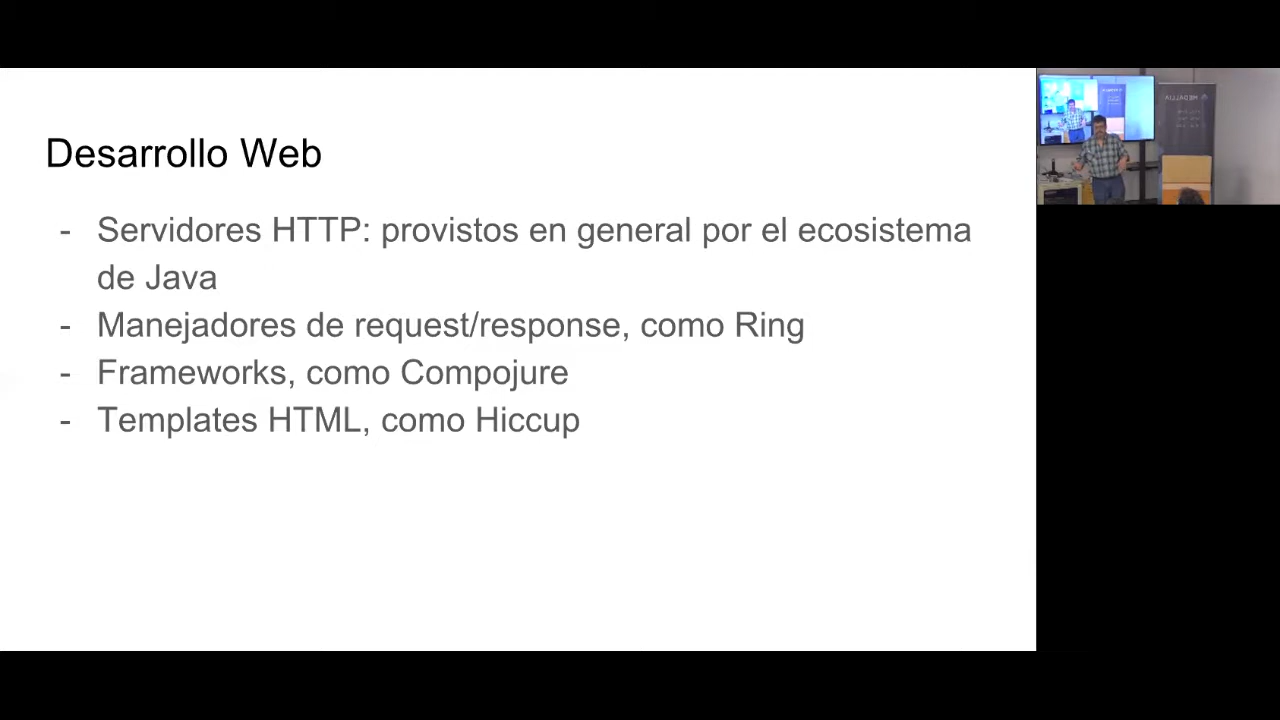 Desarrollo Web
- Servidores HTTP: provistos en general por el ecosistema
de Java
- Manejadores de request/response, como Ring
- Frameworks, como Compojure
- Templates HTML, como Hiccup
MEDALLIA